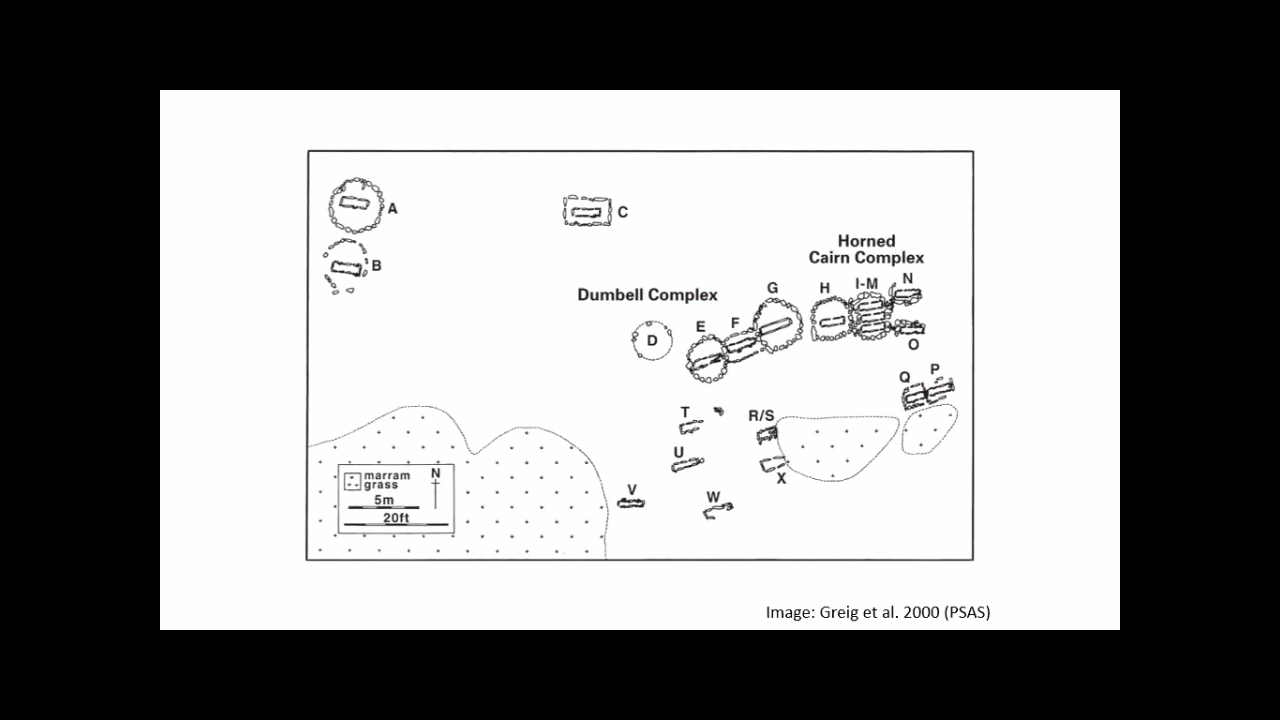 A
B
C
Horned
Cairn Complex
Dumbell Complex
D
E
F
G
H
I-M
N
O
P
Q
T
R/S
U
X
V
W
marram
grass
N
5m
20ft
Image: Greig et al. 2000 (PSAS)